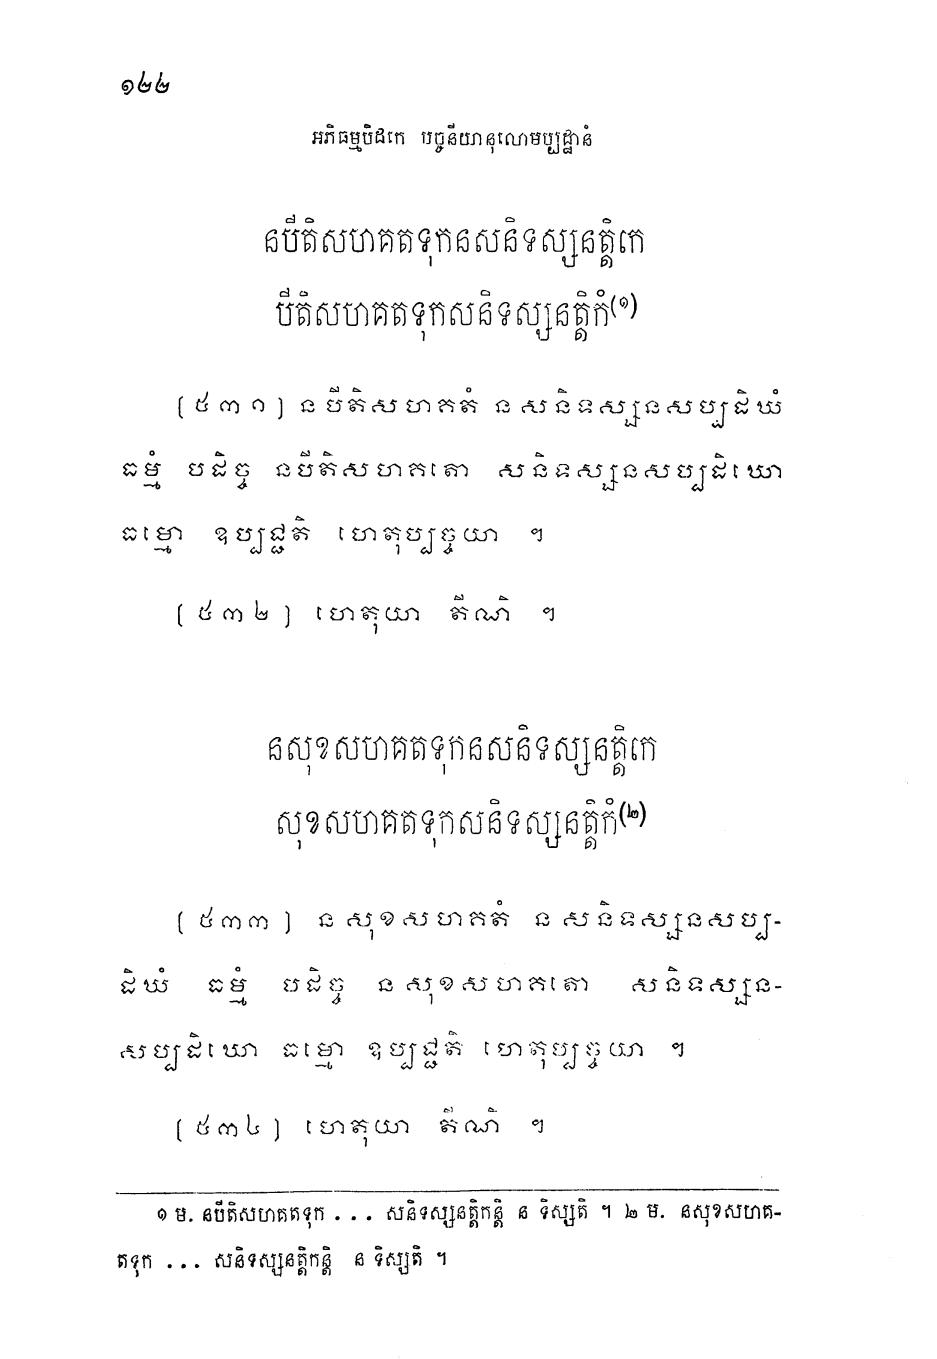 ១២២
អភិធម្មបិដកេ បច្ចនីយានុលោមប្បដ្ឋានំ
នបីតិសហគតទុកនសនិទស្សនត្តិកេ
បីតិសហគតទុកសនិទស្សនត្តិកំ(១)
[៥៣១] ន បីតិសហគតំ ន សនិទស្សនសប្បដិឃំ
ធម្មំ បដិច្ច នបីតិសហគតោ សនិទស្សនសប្បដិឃោ
ធម្មោ ឧប្បជ្ជតិ ហេតុប្បច្ចយា ។
[៥៣២] ហេតុយា តីណិ ។
នសុខសហគតទុកនសនិទស្សនត្តិកេ
សុខសហគតទុកសនិទស្សនត្តិកំ(២)
[៥៣៣] ន សុខសហគតំ ន សនិទស្សនសប្ប-
ដិឃំ ធម្មំ បដិច្ច ន សុខសហគតោ សនិទស្សន-
សប្បដិឃោ ធម្មោ ឧប្បជ្ជតិ ហេតុប្បច្ចយា ។
[៥៣៤] ហេតុយា តីណិ ។
១ ម. នបីតិសហគតទុក ... សនិទស្សនត្តិកន្តិ ន ទិស្សតិ ។ ២ ម. នសុខសហគ-
តទុក ... សនិទស្សនត្តិកន្តិ ន ទិស្សតិ ។